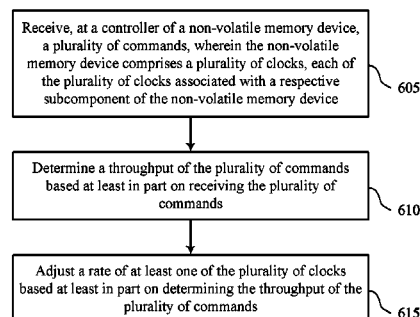 Receive, at a controller of a non-volatile memory device,
a plurality of commands, wherein the non-volatile
memory device comprises a plurality of clocks, each of
the plurality of clocks associated with a respective
subcomponent of the non-volatile memory device
605
Determine a throughput of the plurality of commands
based at least in part on receiving the plurality of
commands
610
Adjust a rate of at least one of the plurality of clocks
based at least in part on determining the throughput of the
plurality of commands
615